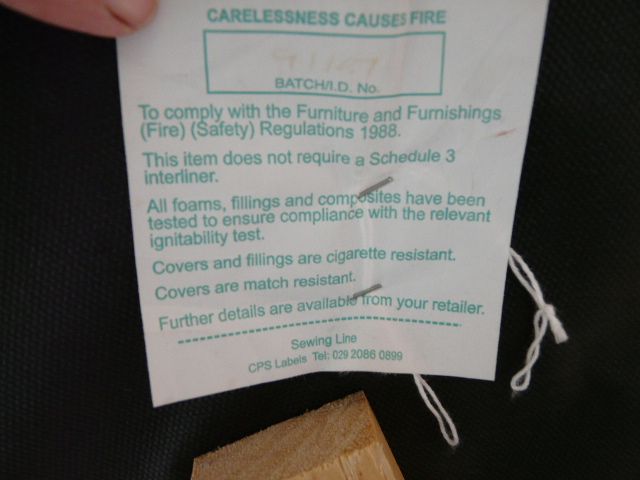 CARELESSNESS CAUSES FIRE
BATCH/I.D. No.
To comply with the Furniture and Furnishings
(Fire) (Safety) Regulations 1988.
This item does not require a Schedule 3
interliner.
All foams, fillings and composites have been
tested to ensure compliance with the relevant
ignitability test.
Covers and fillings are cigarette resistant.
Covers are match resistant.
Further details are available from your retailer.
Sewing Line
CPS Labels Tel: 029 2086 0899